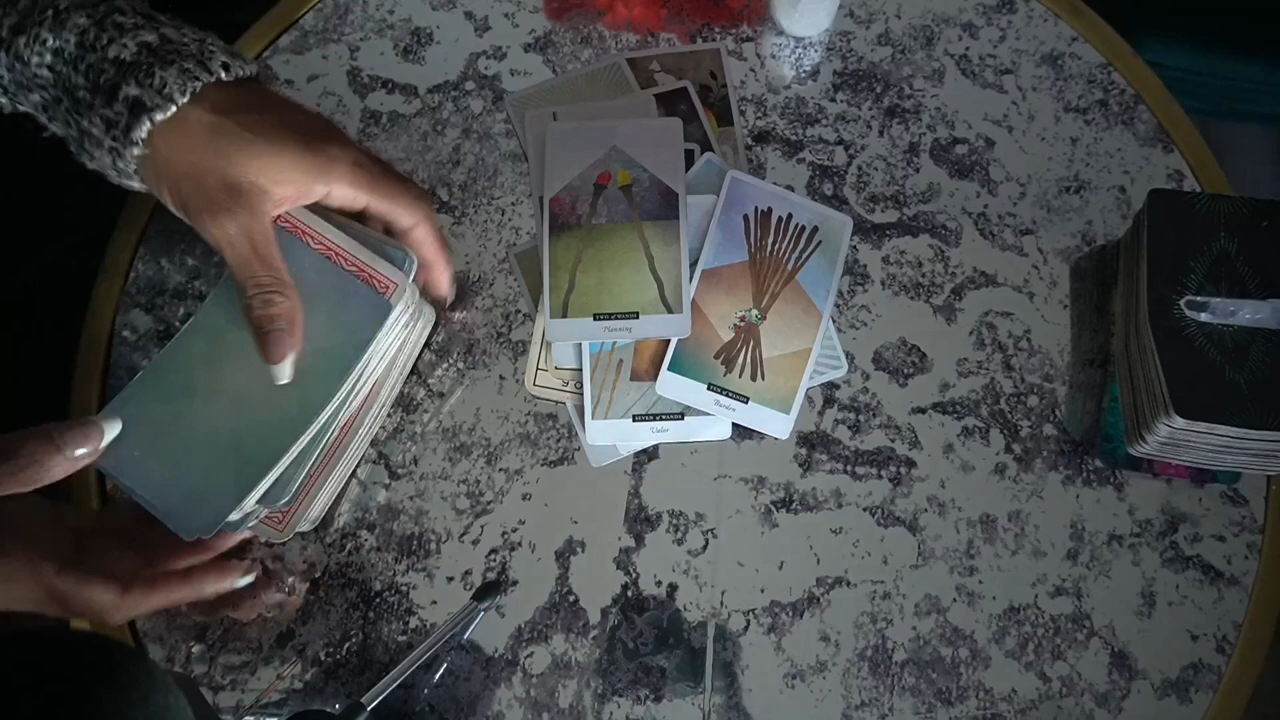 TWO of WANDS
Planning
TEN of WANDS
Burden
SEVEN of WANDS
Valor